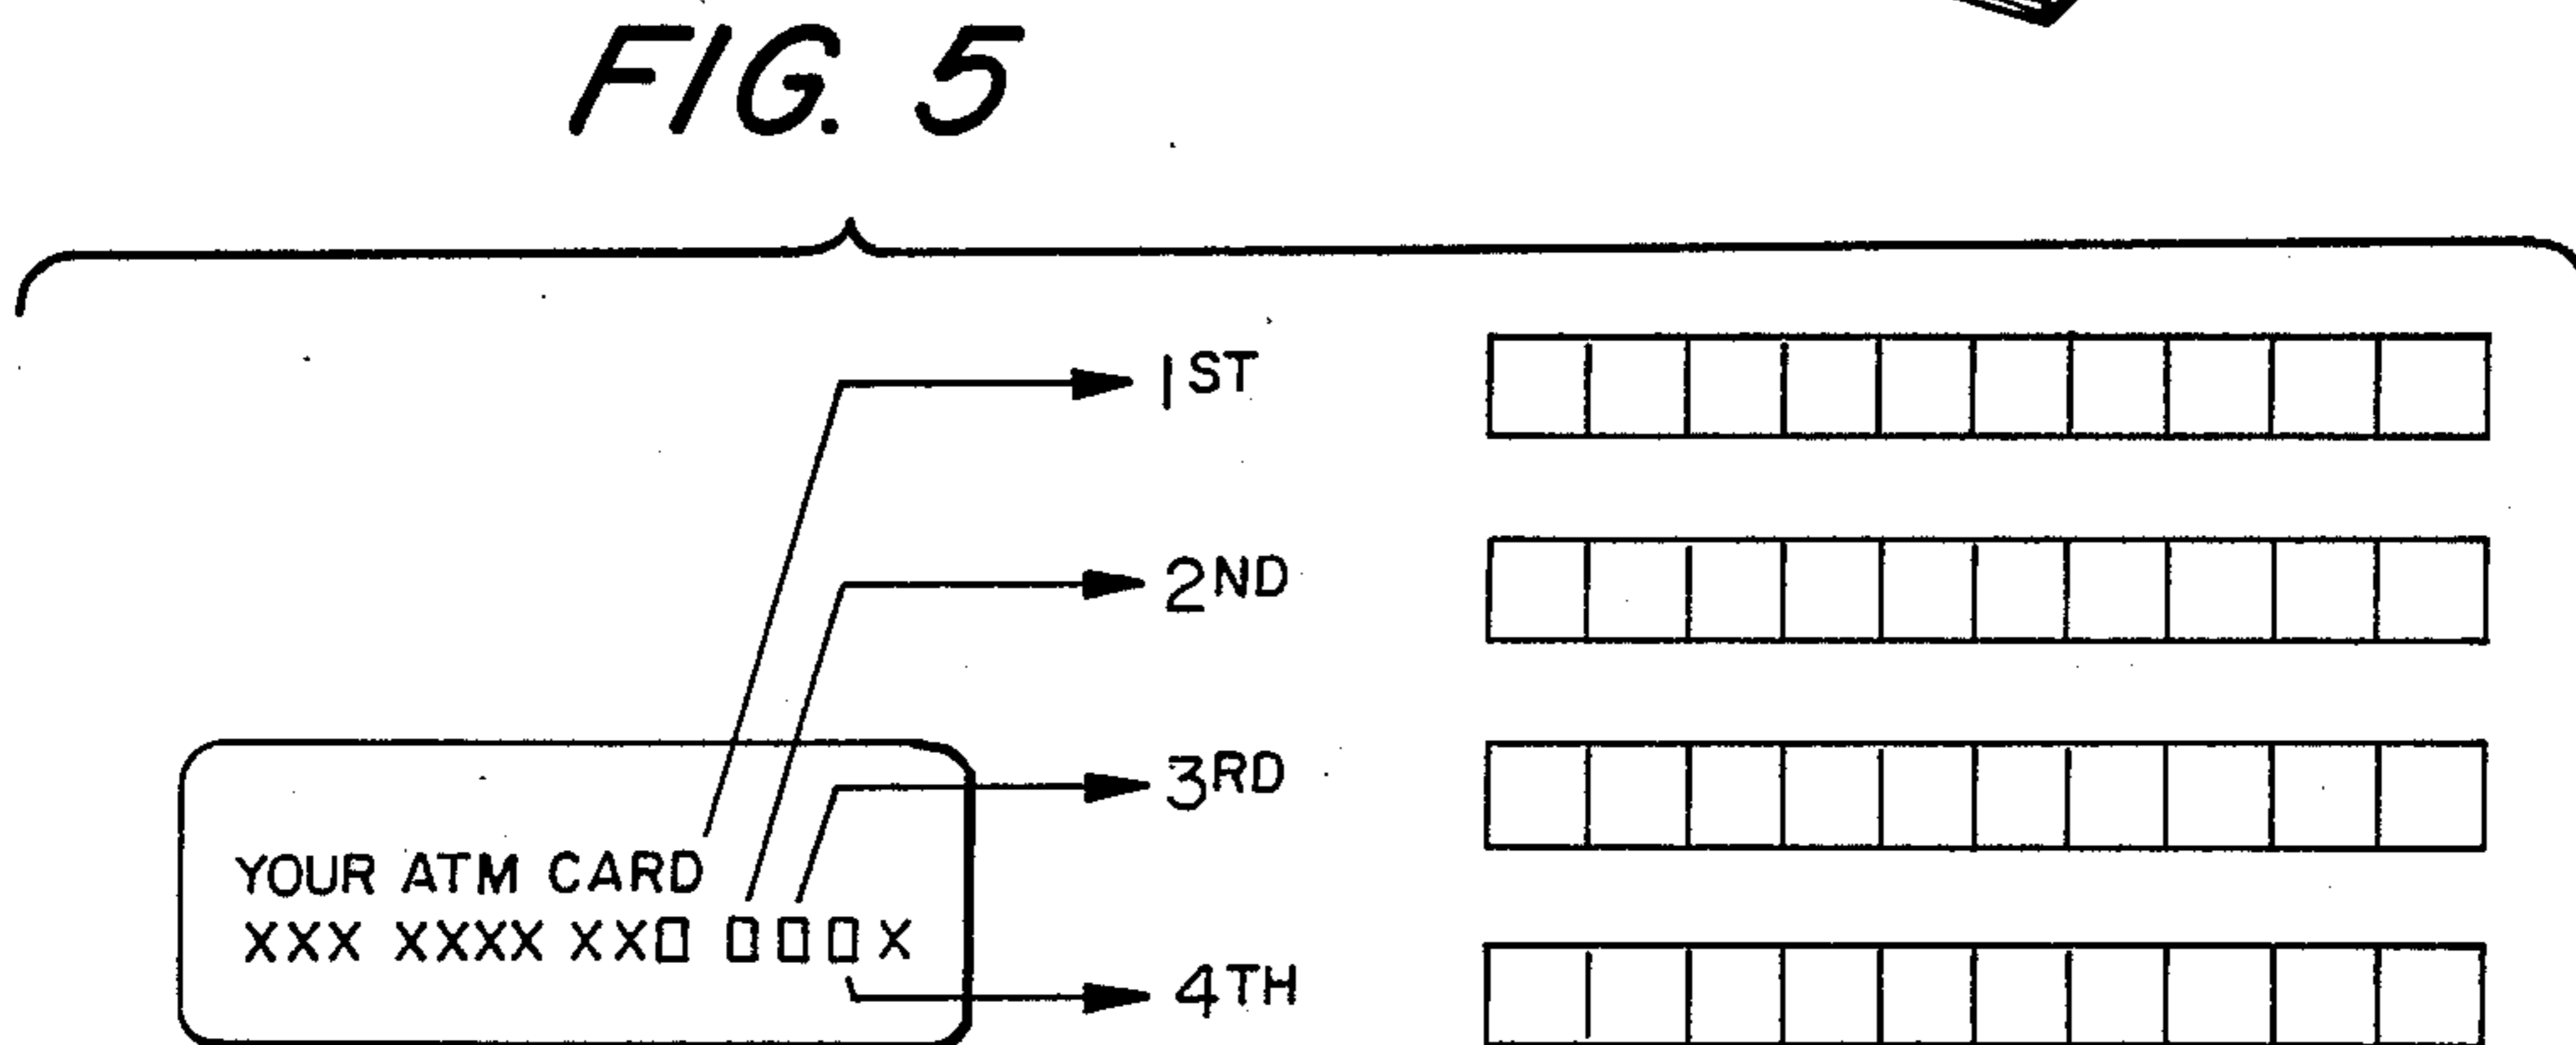 FIG. 5
1ST
2ND
3RD
YOUR ATM CARD
XXX XXXX XX▯ ▯▯▯X
4TH